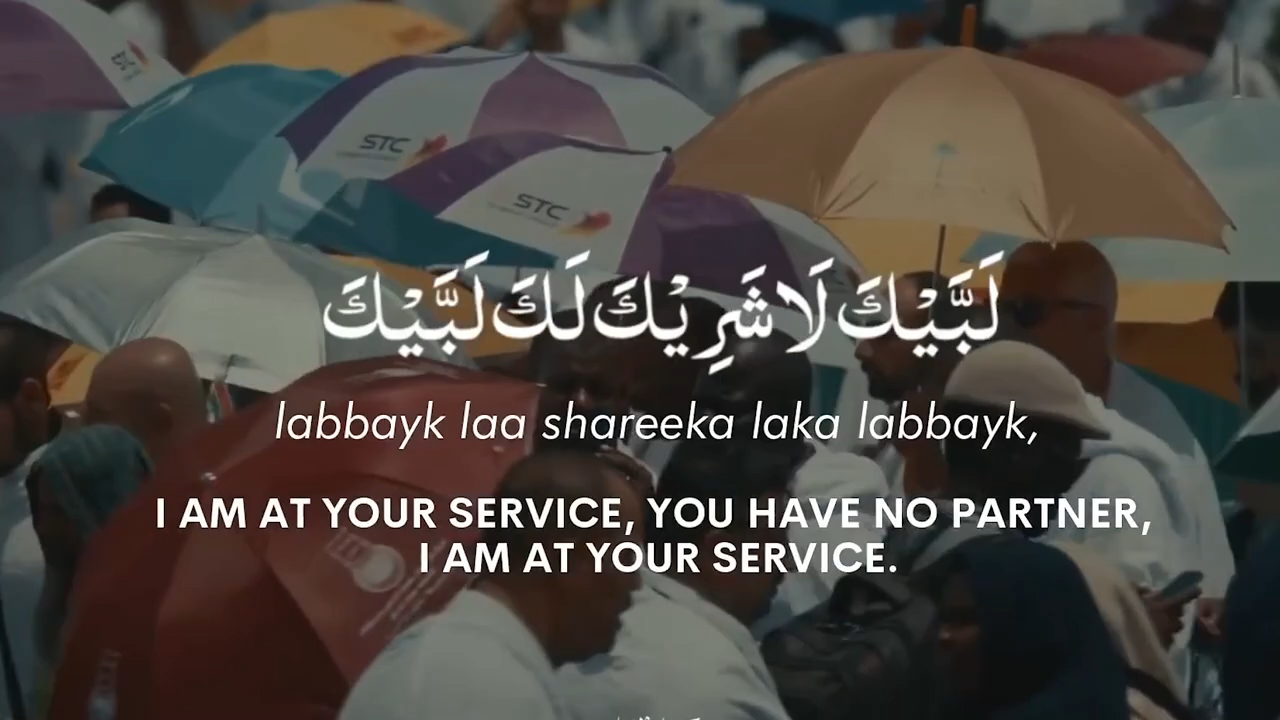 STC
STC
لَبَّيْكَ لَا شَرِيْكَ لَكَ لَبَّيْكَ
labbayk laa shareeka laka labbayk,
I AM AT YOUR SERVICE, YOU HAVE NO PARTNER,
I AM AT YOUR SERVICE.